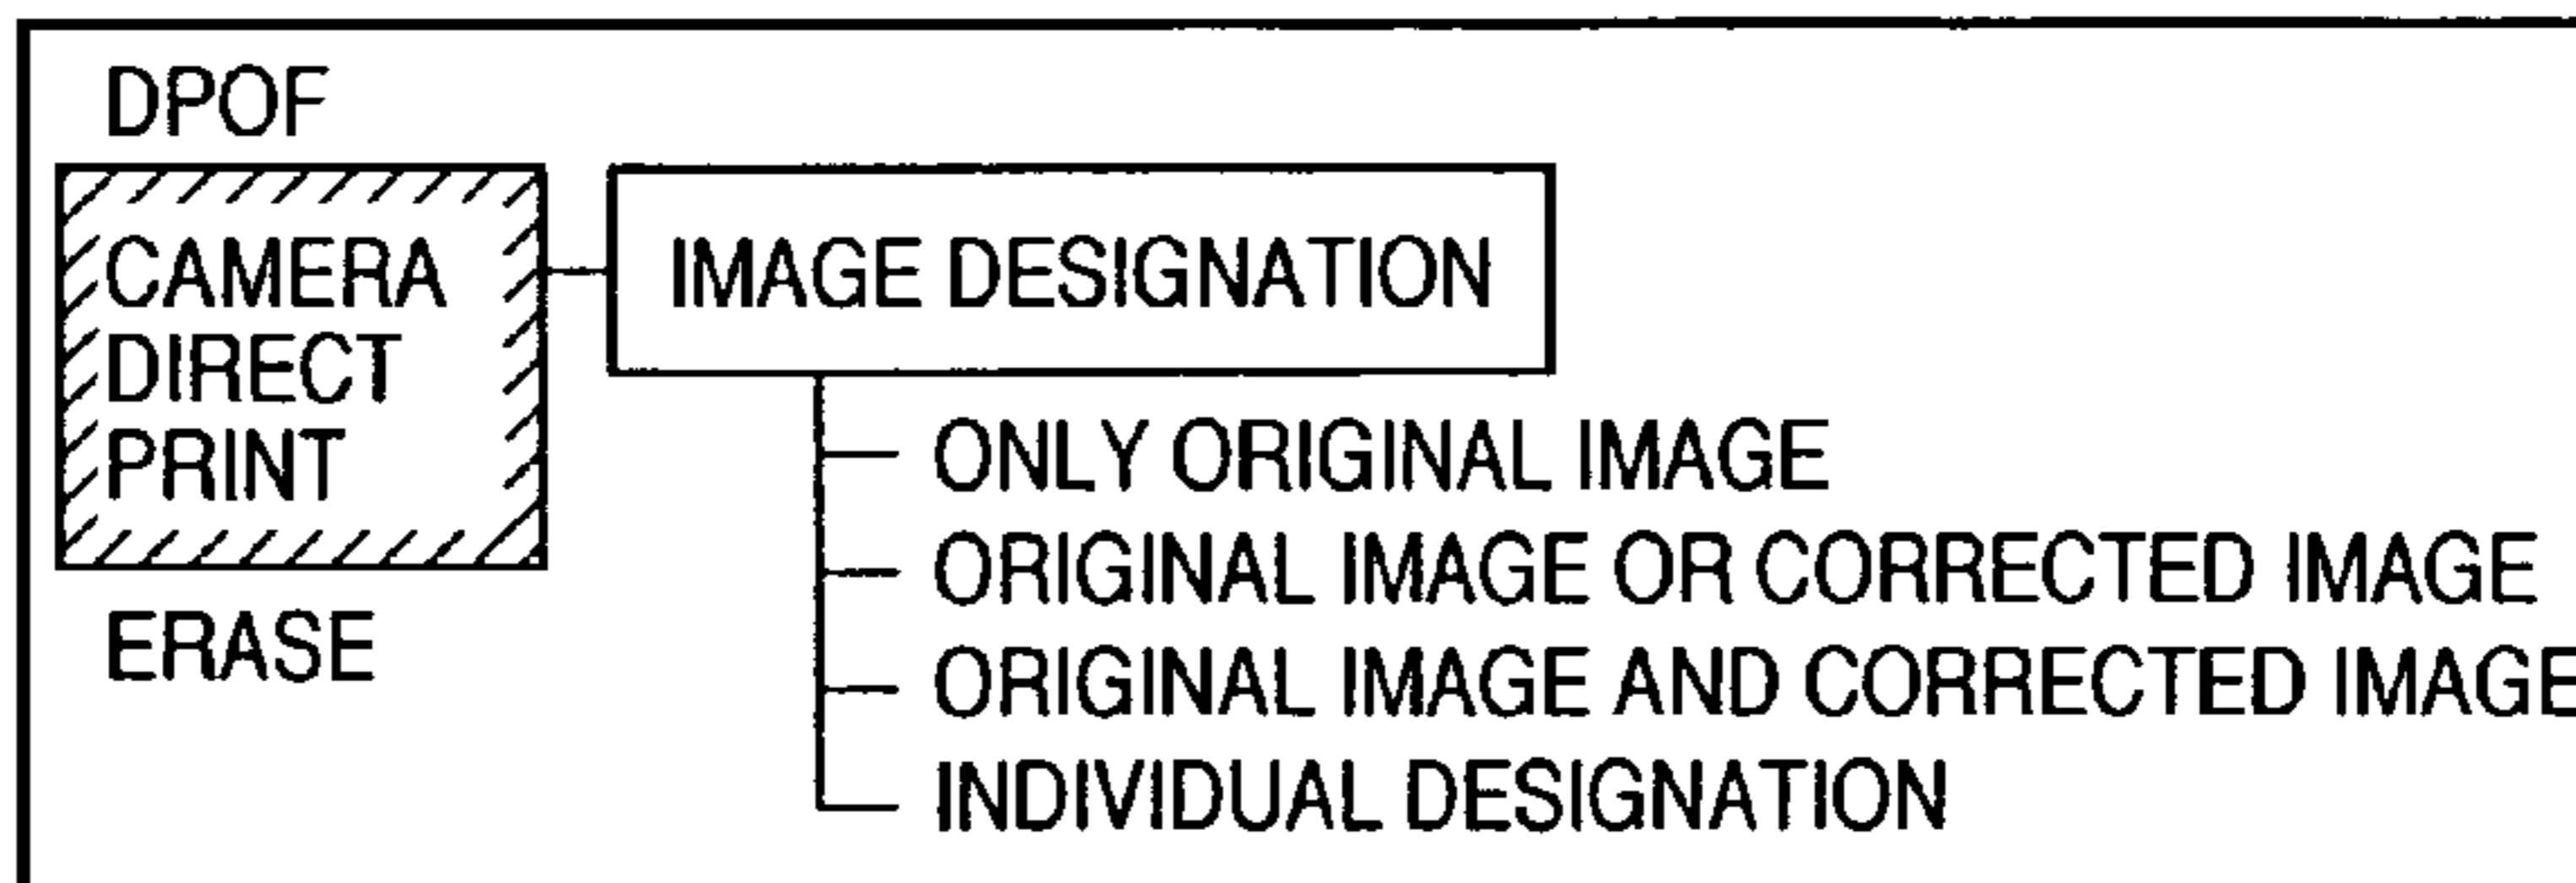 DPOF
CAMERA
DIRECT
PRINT
IMAGE DESIGNATION
ONLY ORIGINAL IMAGE
ORIGINAL IMAGE OR CORRECTED IMAGE
ORIGINAL IMAGE AND CORRECTED IMAGE
INDIVIDUAL DESIGNATION
ERASE